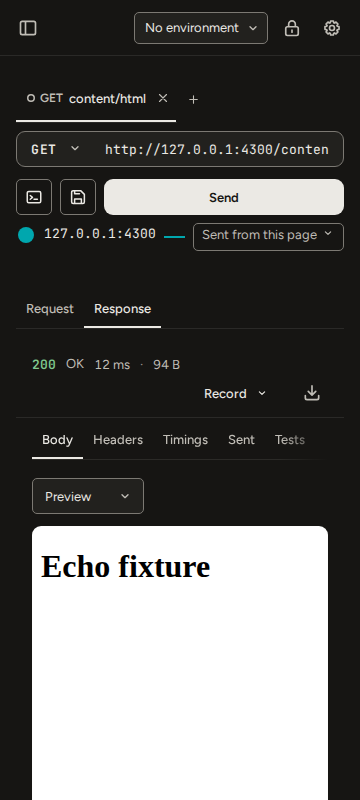 No environment
GET content/html
GET http://127.0.0.1:4300/conten
Send
127.0.0.1:4300 Sent from this page
Request Response
200 OK 12 ms · 94 B
Record
Body Headers Timings Sent Tests
Preview
Echo fixture